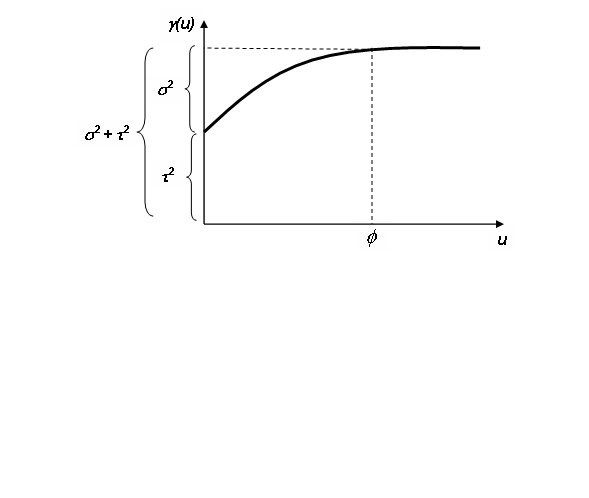 γ(u)
σ²
σ² + τ²
τ²
ϕ
u